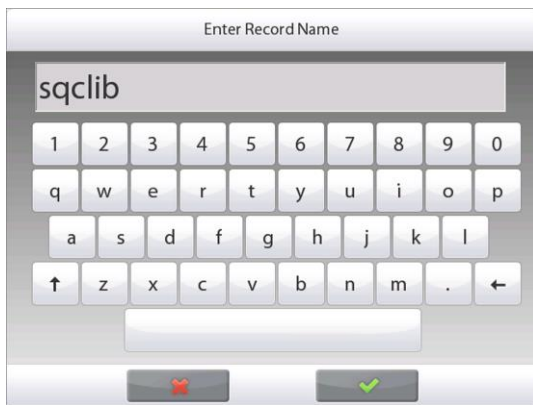 Enter Record Name
sqclib
1 2 3 4 5 6 7 8 9 0
q w e r t y u i o p
a s d f g h j k l
↑ z x c v b n m . ←